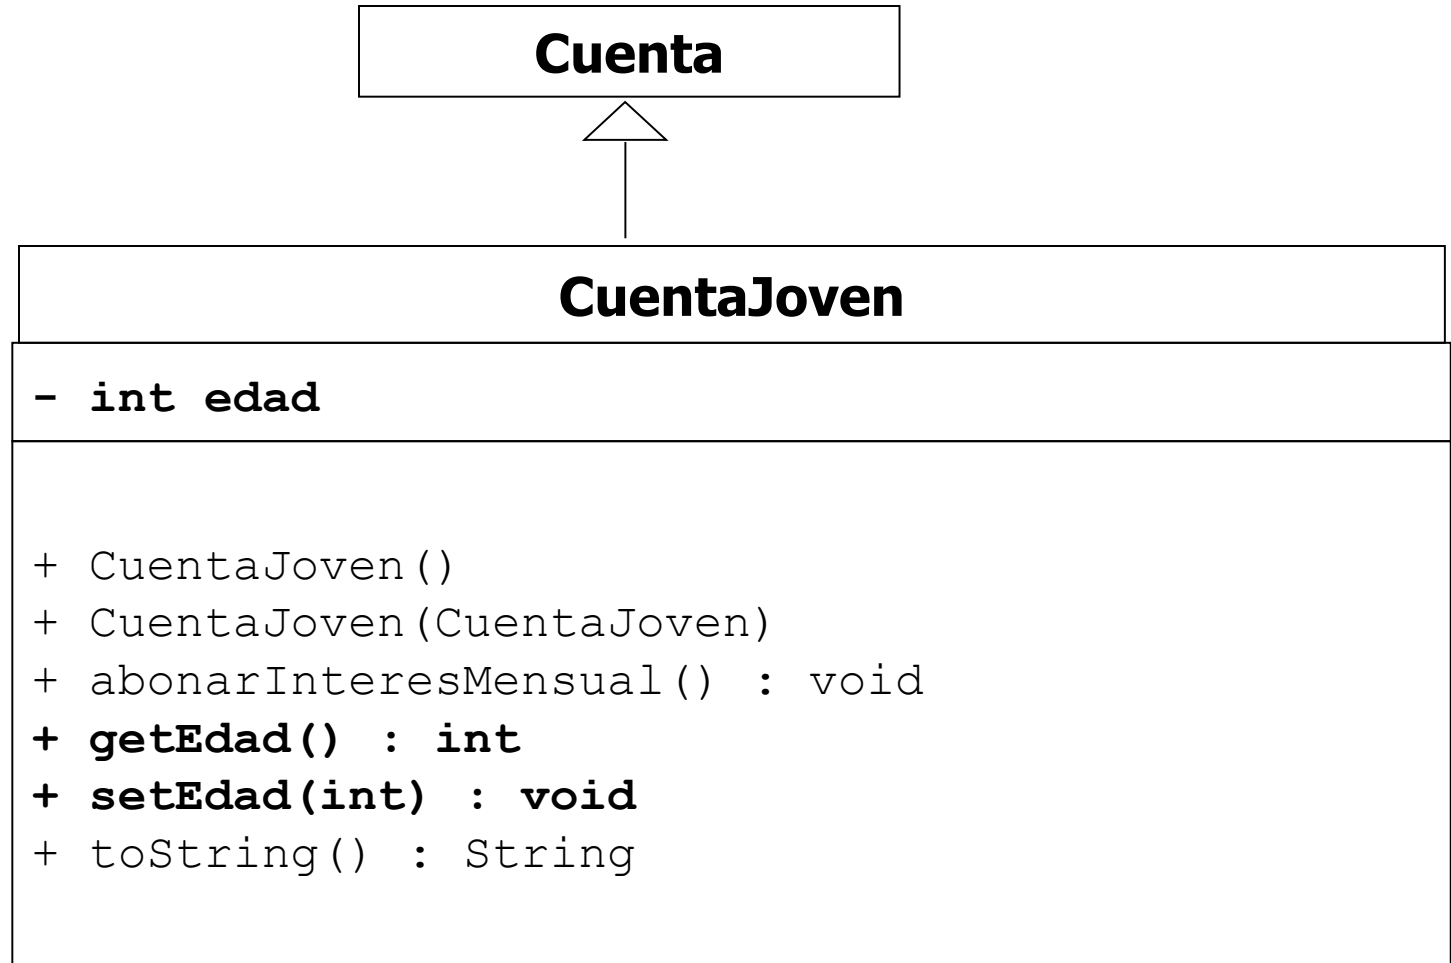 Cuenta
CuentaJoven
- int edad
+ CuentaJoven()
+ CuentaJoven(CuentaJoven)
+ abonarInteresMensual() : void
+ getEdad() : int
+ setEdad(int) : void
+ toString() : String